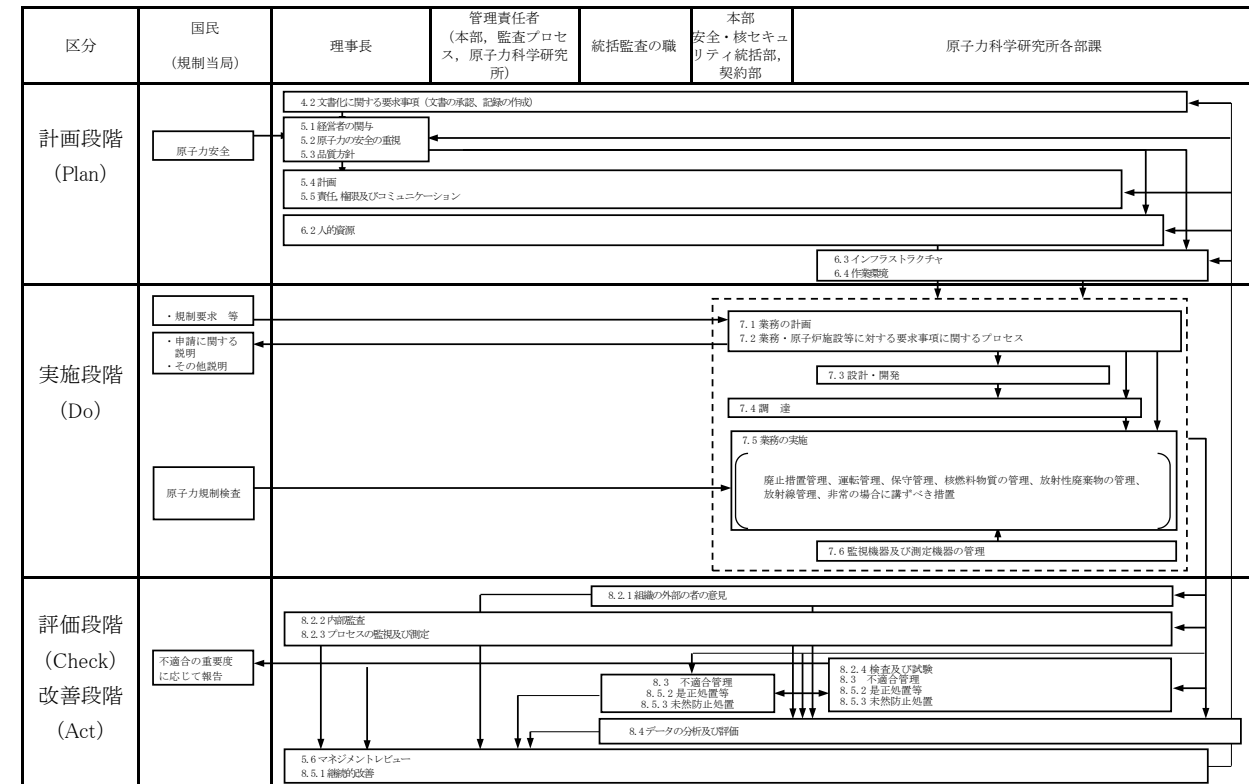 区分
国民
(規制当局)
理事長
管理責任者
(本部，監査プロセ
ス，原子力科学研究
所)
統括監査の職
本部
安全・核セキュ
リティ統括部，
契約部
原子力科学研究所各部課
計画段階
(Plan)
原子力安全
4.2 文書化に関する要求事項（文書の承認、記録の作成）
5.1 経営者の関与
5.2 原子力の安全の重視
5.3 品質方針
5.4 計画
5.5 責任、権限及びコミュニケーション
6.2 人的資源
6.3 インフラストラクチャ
6.4 作業環境
実施段階
(Do)
・規制要求　等
・申請に関する
説明
・その他説明
原子力規制検査
7.1 業務の計画
7.2 業務・原子炉施設等に対する要求事項に関するプロセス
7.3 設計・開発
7.4 調　達
7.5 業務の実施
廃止措置管理、運転管理、保守管理、核燃料物質の管理、放射性廃棄物の管理、
放射線管理、非常の場合に講ずべき措置
7.6 監視機器及び測定機器の管理
評価段階
(Check)
改善段階
(Act)
不適合の重要度
に応じて報告
8.2.1 組織の外部の者の意見
8.2.2 内部監査
8.2.3 プロセスの監視及び測定
8.3　不適合管理
8.5.2 是正処置等
8.5.3 未然防止処置
8.2.4 検査及び試験
8.3　不適合管理
8.5.2 是正処置等
8.5.3 未然防止処置
8.4 データの分析及び評価
5.6 マネジメントレビュー
8.5.1 継続的改善